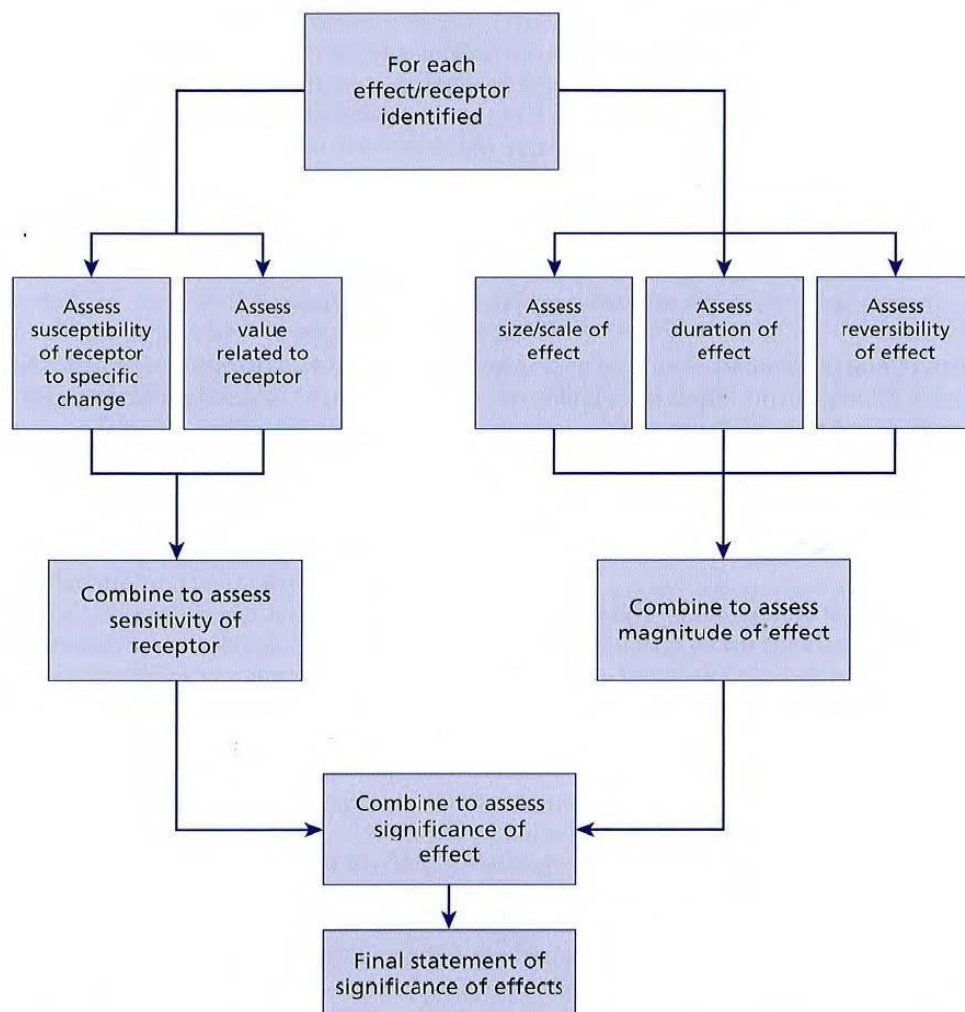 For each
effect/receptor
identified
Assess
susceptibility
of receptor
to specific
change
Assess
value
related to
receptor
Assess
size/scale of
effect
Assess
duration of
effect
Assess
reversibility
of effect
Combine to assess
sensitivity of
receptor
Combine to assess
magnitude of effect
Combine to assess
significance of
effect
Final statement of
significance of effects